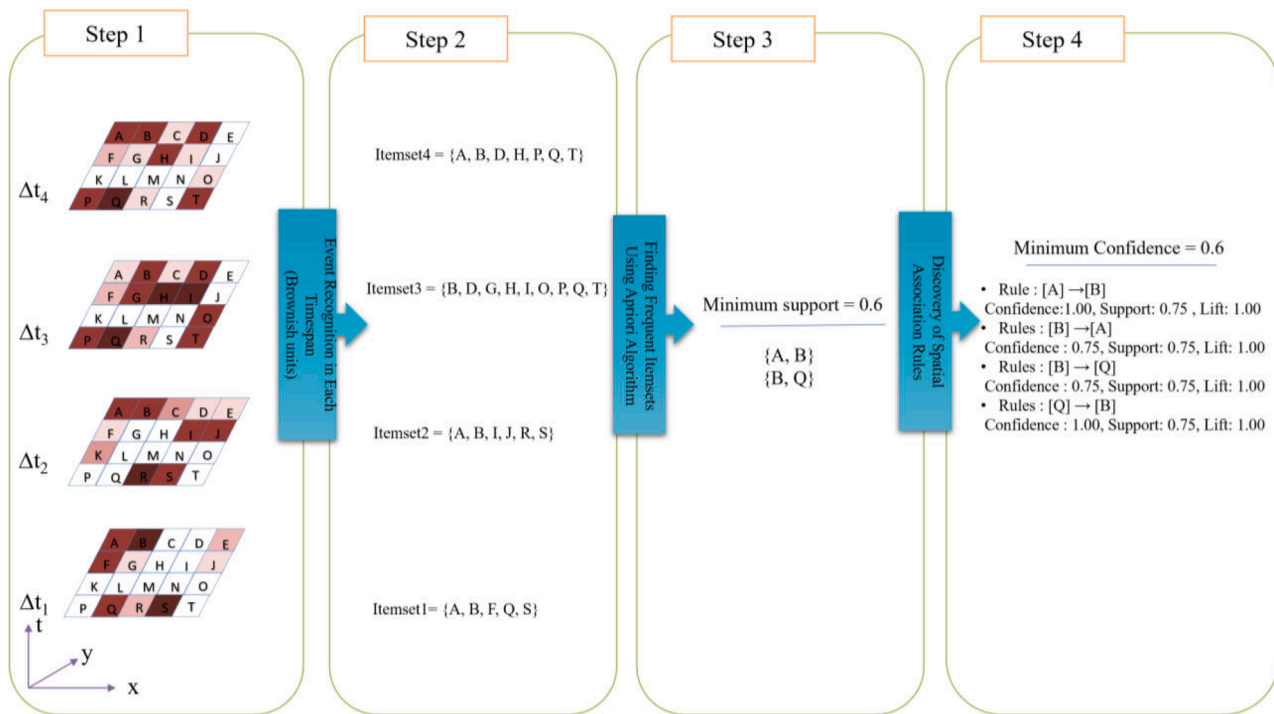 Step 1
A B C D E
F G H I J
K L M N O
P Q R S T
Δt4
A B C D E
F G H I J
K L M N O
P Q R S T
Δt3
A B C D E
F G H I J
K L M N O
P Q R S T
Δt2
A B C D E
F G H I J
K L M N O
P Q R S T
Δt1
t
y
x
Event Recognition in Each
Timespan
(Brownish units)
Step 2
Itemset4 = {A, B, D, H, P, Q, T}
Itemset3 = {B, D, G, H, I, O, P, Q, T}
Itemset2 = {A, B, I, J, R, S}
Itemset1= {A, B, F, Q, S}
Finding Frequent Itemsets
Using Apriori Algorithm
Step 3
Minimum support = 0.6
{A, B}
{B, Q}
Discovery of Spatial
Association Rules
Step 4
Minimum Confidence = 0.6
• Rule : [A] →[B]
Confidence:1.00, Support: 0.75 , Lift: 1.00
• Rules : [B] →[A]
Confidence : 0.75, Support: 0.75, Lift: 1.00
• Rules : [B] → [Q]
Confidence : 0.75, Support: 0.75, Lift: 1.00
• Rules : [Q] → [B]
Confidence : 1.00, Support: 0.75, Lift: 1.00